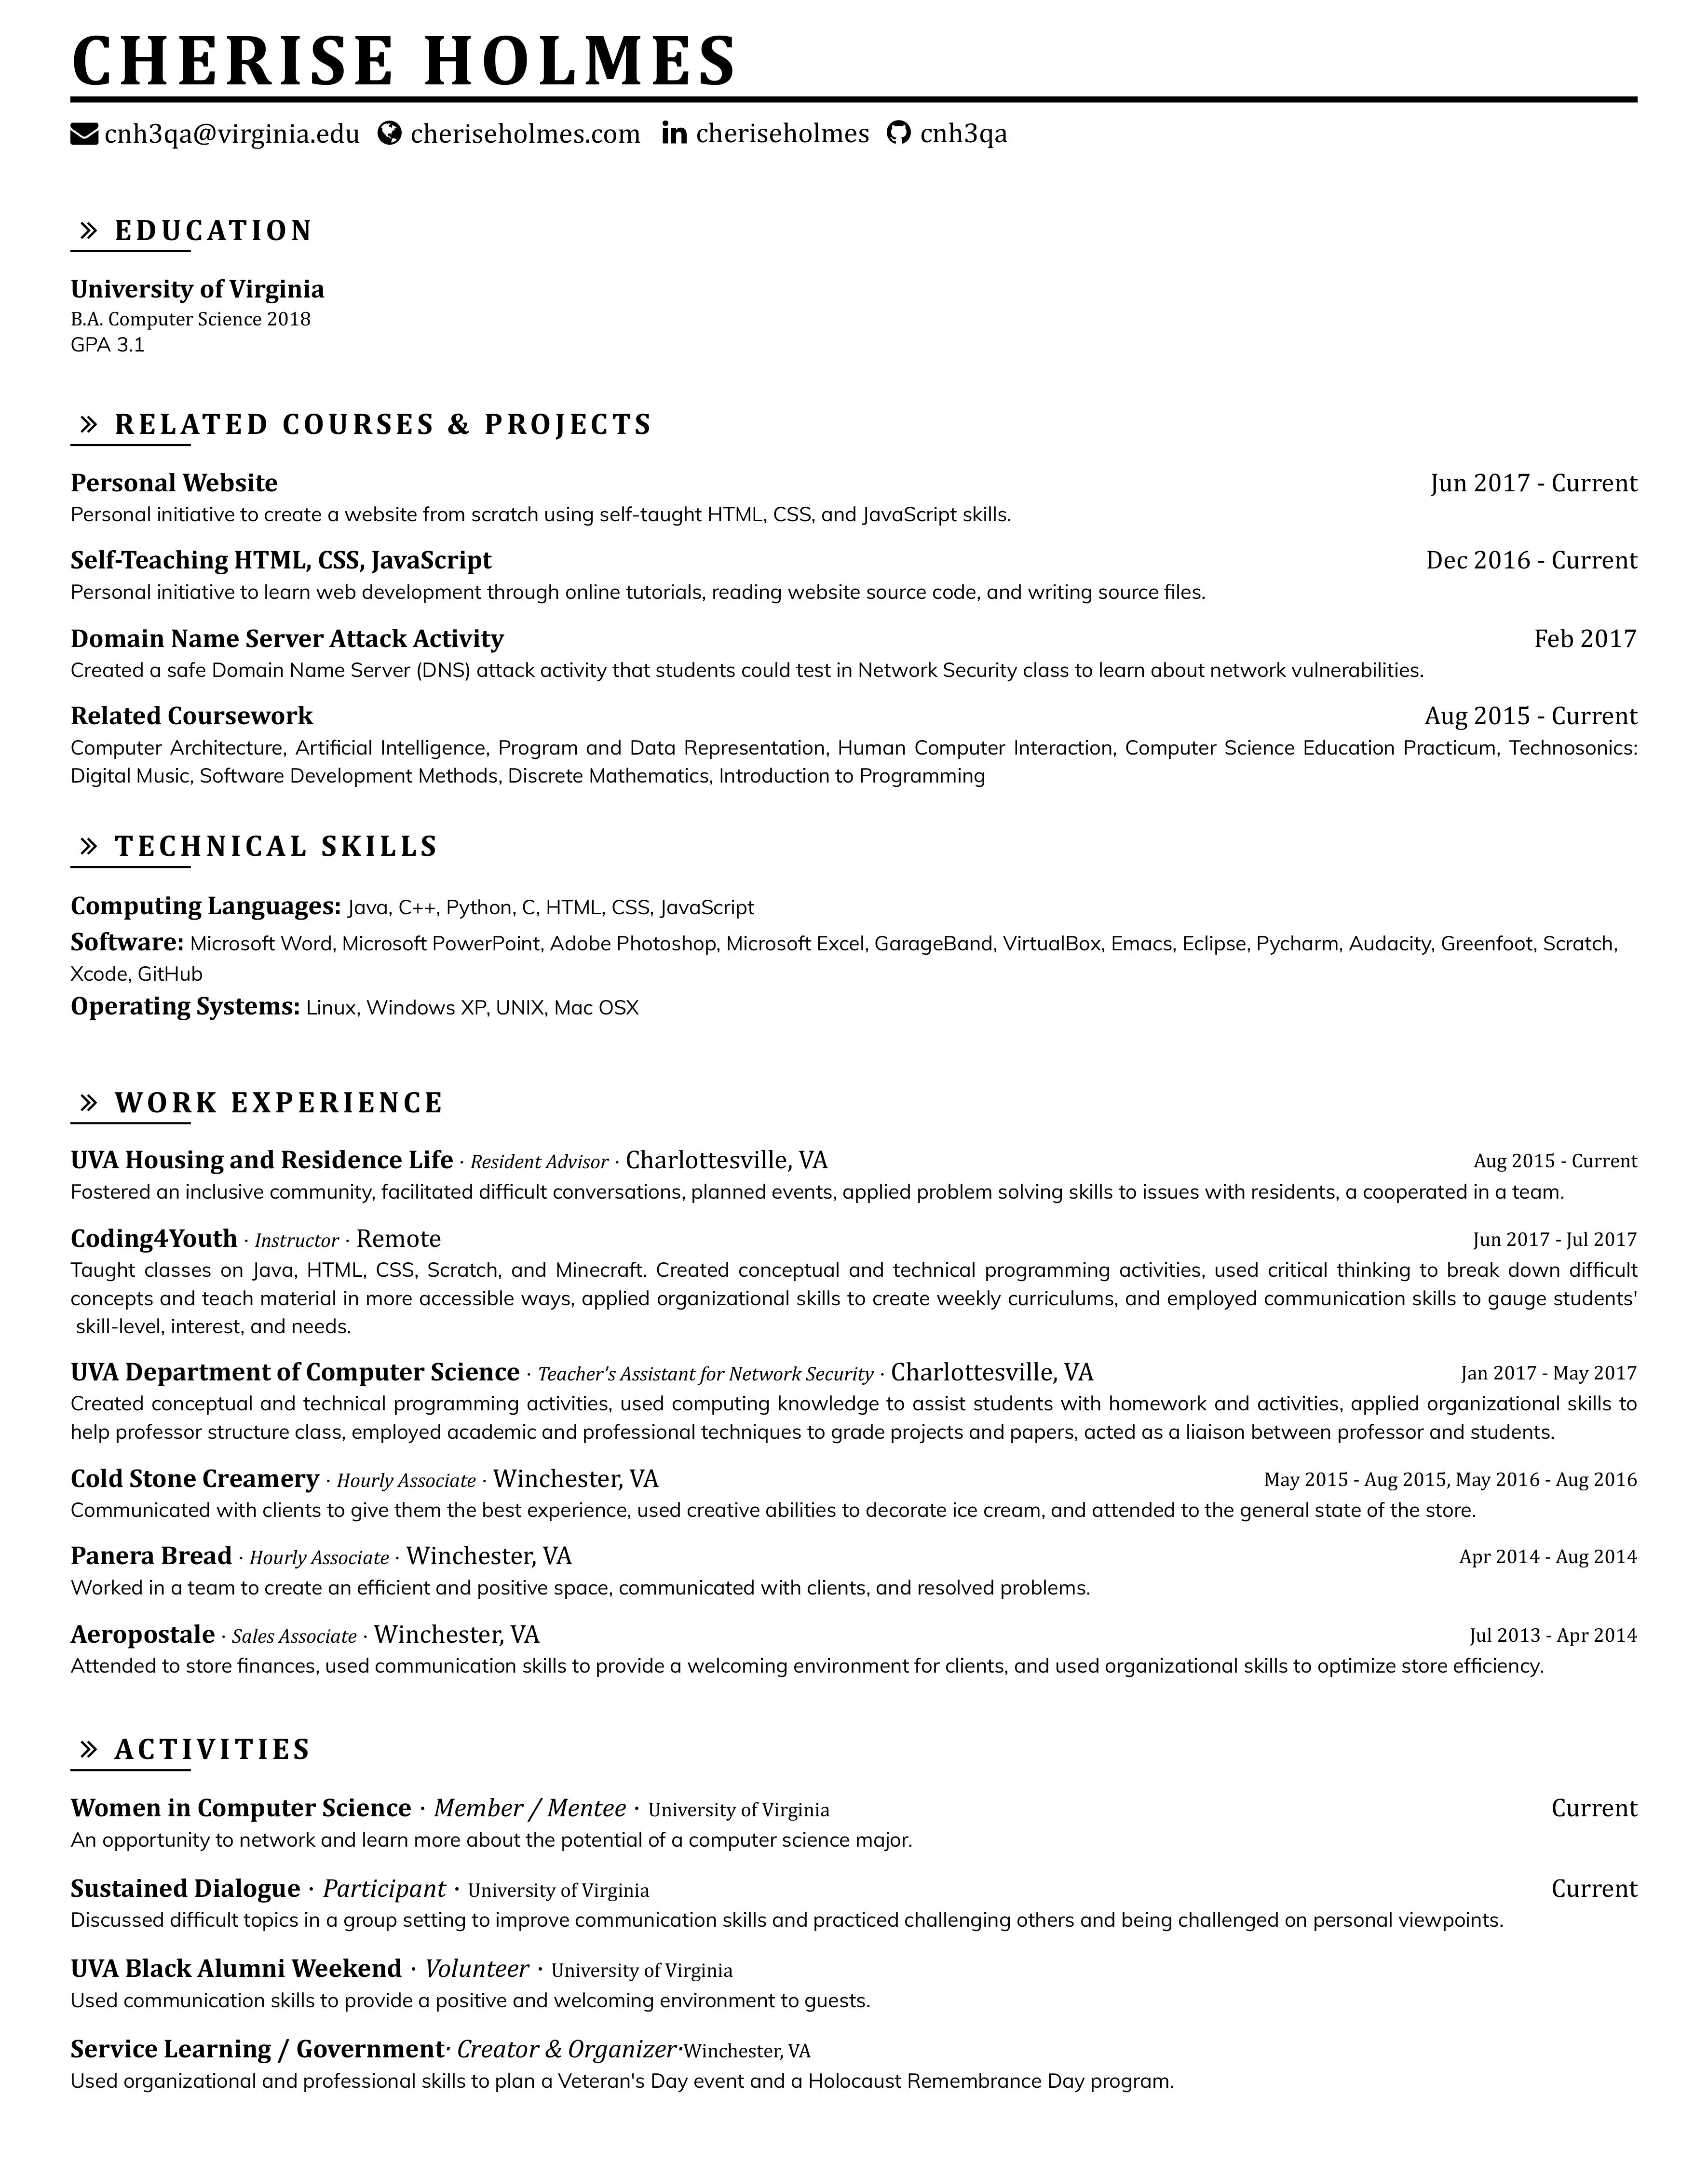 CHERISE HOLMES
cnh3qa@virginia.edu cheriseholmes.com cheriseholmes cnh3qa
» EDUCATION
University of Virginia
B.A. Computer Science 2018
GPA 3.1
» RELATED COURSES & PROJECTS
Personal Website Jun 2017 - Current
Personal initiative to create a website from scratch using self-taught HTML, CSS, and JavaScript skills.
Self-Teaching HTML, CSS, JavaScript Dec 2016 - Current
Personal initiative to learn web development through online tutorials, reading website source code, and writing source files.
Domain Name Server Attack Activity Feb 2017
Created a safe Domain Name Server (DNS) attack activity that students could test in Network Security class to learn about network vulnerabilities.
Related Coursework Aug 2015 - Current
Computer Architecture, Artificial Intelligence, Program and Data Representation, Human Computer Interaction, Computer Science Education Practicum, Technosonics:
Digital Music, Software Development Methods, Discrete Mathematics, Introduction to Programming
» TECHNICAL SKILLS
Computing Languages: Java, C++, Python, C, HTML, CSS, JavaScript
Software: Microsoft Word, Microsoft PowerPoint, Adobe Photoshop, Microsoft Excel, GarageBand, VirtualBox, Emacs, Eclipse, Pycharm, Audacity, Greenfoot, Scratch,
Xcode, GitHub
Operating Systems: Linux, Windows XP, UNIX, Mac OSX
» WORK EXPERIENCE
UVA Housing and Residence Life · Resident Advisor · Charlottesville, VA Aug 2015 - Current
Fostered an inclusive community, facilitated difficult conversations, planned events, applied problem solving skills to issues with residents, a cooperated in a team.
Coding4Youth · Instructor · Remote Jun 2017 - Jul 2017
Taught classes on Java, HTML, CSS, Scratch, and Minecraft. Created conceptual and technical programming activities, used critical thinking to break down difficult
concepts and teach material in more accessible ways, applied organizational skills to create weekly curriculums, and employed communication skills to gauge students'
skill-level, interest, and needs.
UVA Department of Computer Science · Teacher's Assistant for Network Security · Charlottesville, VA Jan 2017 - May 2017
Created conceptual and technical programming activities, used computing knowledge to assist students with homework and activities, applied organizational skills to
help professor structure class, employed academic and professional techniques to grade projects and papers, acted as a liaison between professor and students.
Cold Stone Creamery · Hourly Associate · Winchester, VA May 2015 - Aug 2015, May 2016 - Aug 2016
Communicated with clients to give them the best experience, used creative abilities to decorate ice cream, and attended to the general state of the store.
Panera Bread · Hourly Associate · Winchester, VA Apr 2014 - Aug 2014
Worked in a team to create an efficient and positive space, communicated with clients, and resolved problems.
Aeropostale · Sales Associate · Winchester, VA Jul 2013 - Apr 2014
Attended to store finances, used communication skills to provide a welcoming environment for clients, and used organizational skills to optimize store efficiency.
» ACTIVITIES
Women in Computer Science · Member / Mentee · University of Virginia Current
An opportunity to network and learn more about the potential of a computer science major.
Sustained Dialogue · Participant · University of Virginia Current
Discussed difficult topics in a group setting to improve communication skills and practiced challenging others and being challenged on personal viewpoints.
UVA Black Alumni Weekend · Volunteer · University of Virginia
Used communication skills to provide a positive and welcoming environment to guests.
Service Learning / Government· Creator & Organizer·Winchester, VA
Used organizational and professional skills to plan a Veteran's Day event and a Holocaust Remembrance Day program.